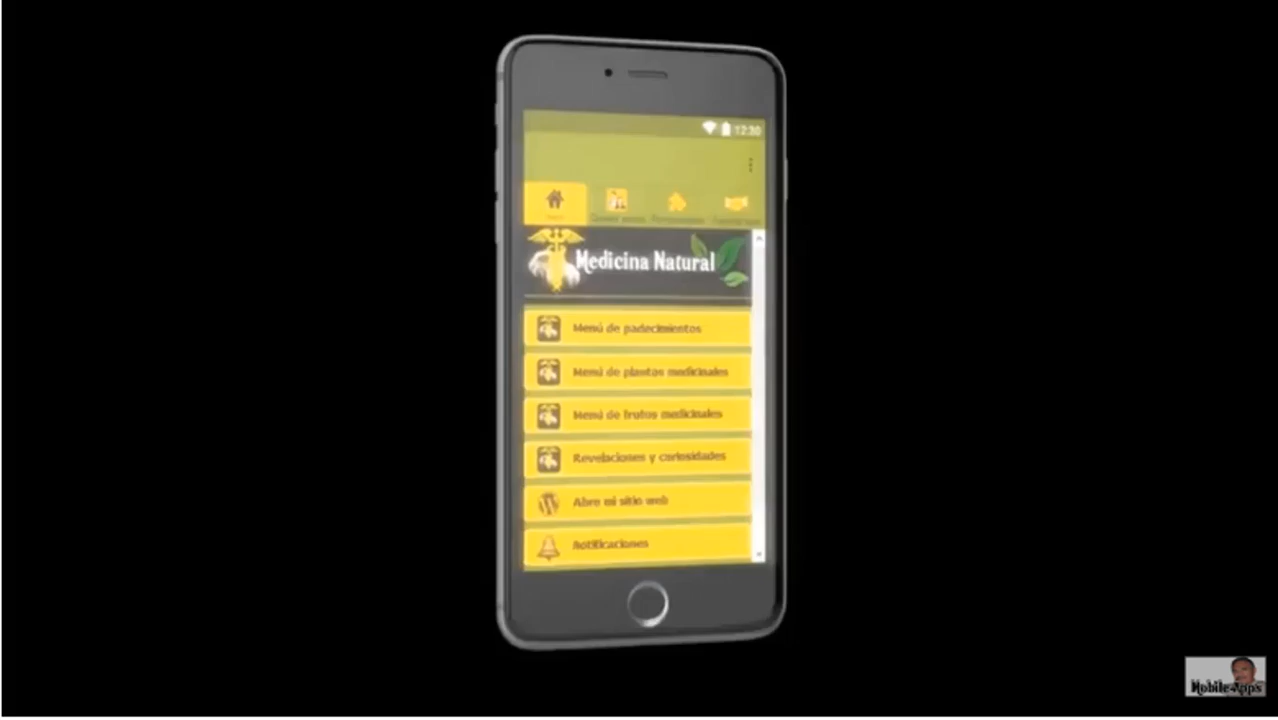 12:30
Medicina Natural
Menú de padecimientos
Menú de plantas medicinales
Menú de frutos medicinales
Revelaciones y curiosidades
Abre mi sitio web
Notificaciones
Mobile Apps